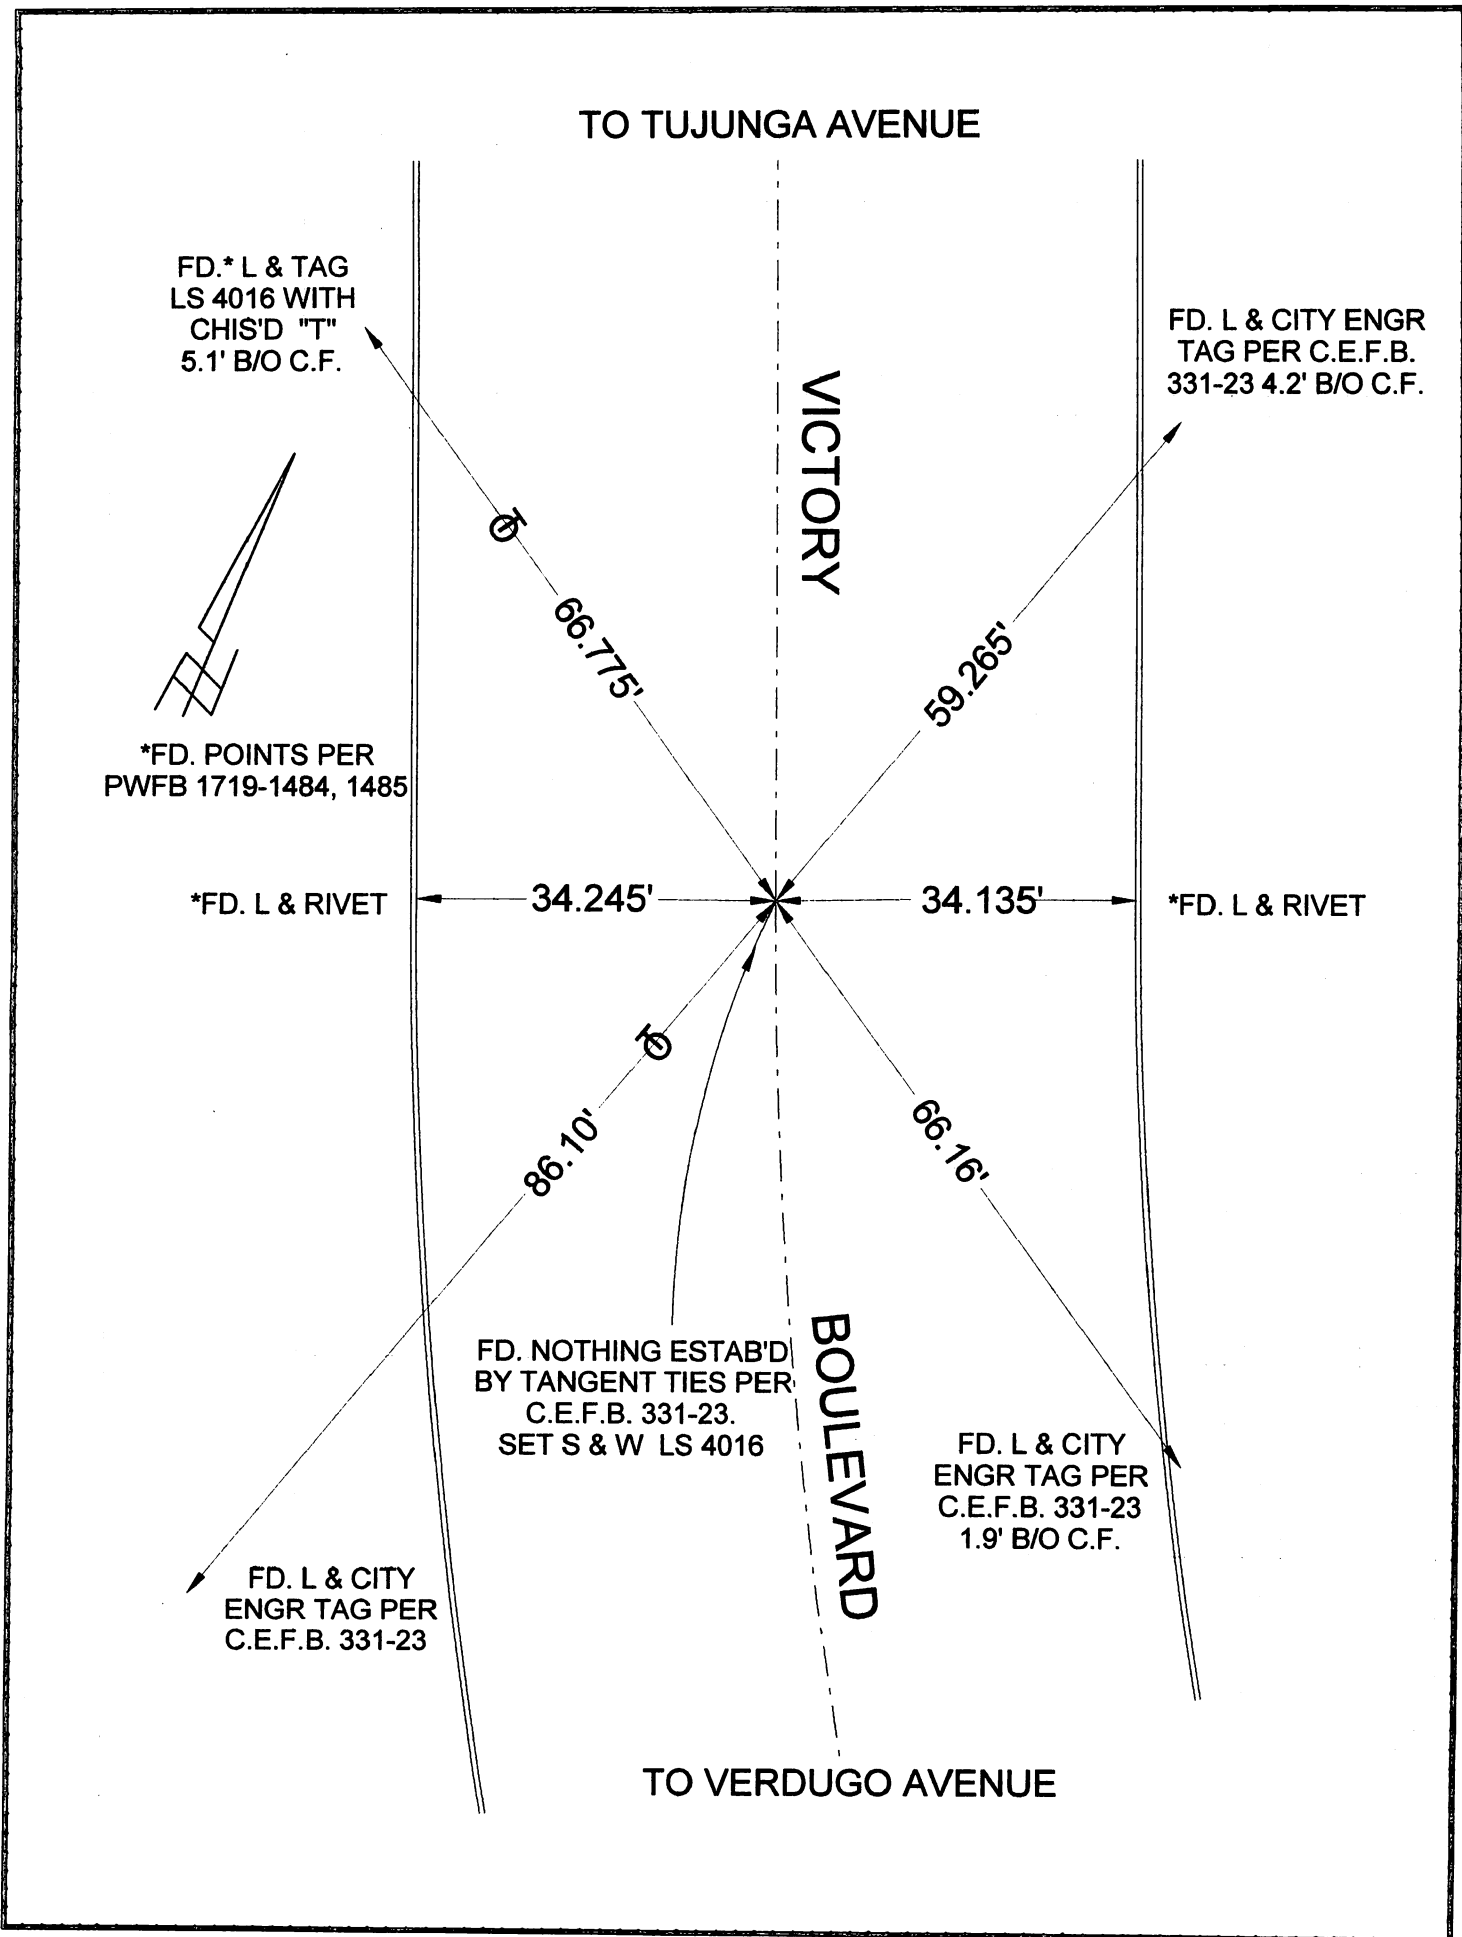 TO TUJUNGA AVENUE
FD.* L & TAG
LS 4016 WITH
CHIS'D "T"
5.1' B/O C.F.
FD. L & CITY ENGR
TAG PER C.E.F.B.
331-23 4.2' B/O C.F.
VICTORY
66.775'
59.265'
*FD. POINTS PER
PWFB 1719-1484, 1485
*FD. L & RIVET
34.245'
34.135'
*FD. L & RIVET
86.10'
66.16'
FD. NOTHING ESTAB'D
BY TANGENT TIES PER
C.E.F.B. 331-23.
SET S & W LS 4016
BOULEVARD
FD. L & CITY
ENGR TAG PER
C.E.F.B. 331-23
1.9' B/O C.F.
FD. L & CITY
ENGR TAG PER
C.E.F.B. 331-23
TO VERDUGO AVENUE